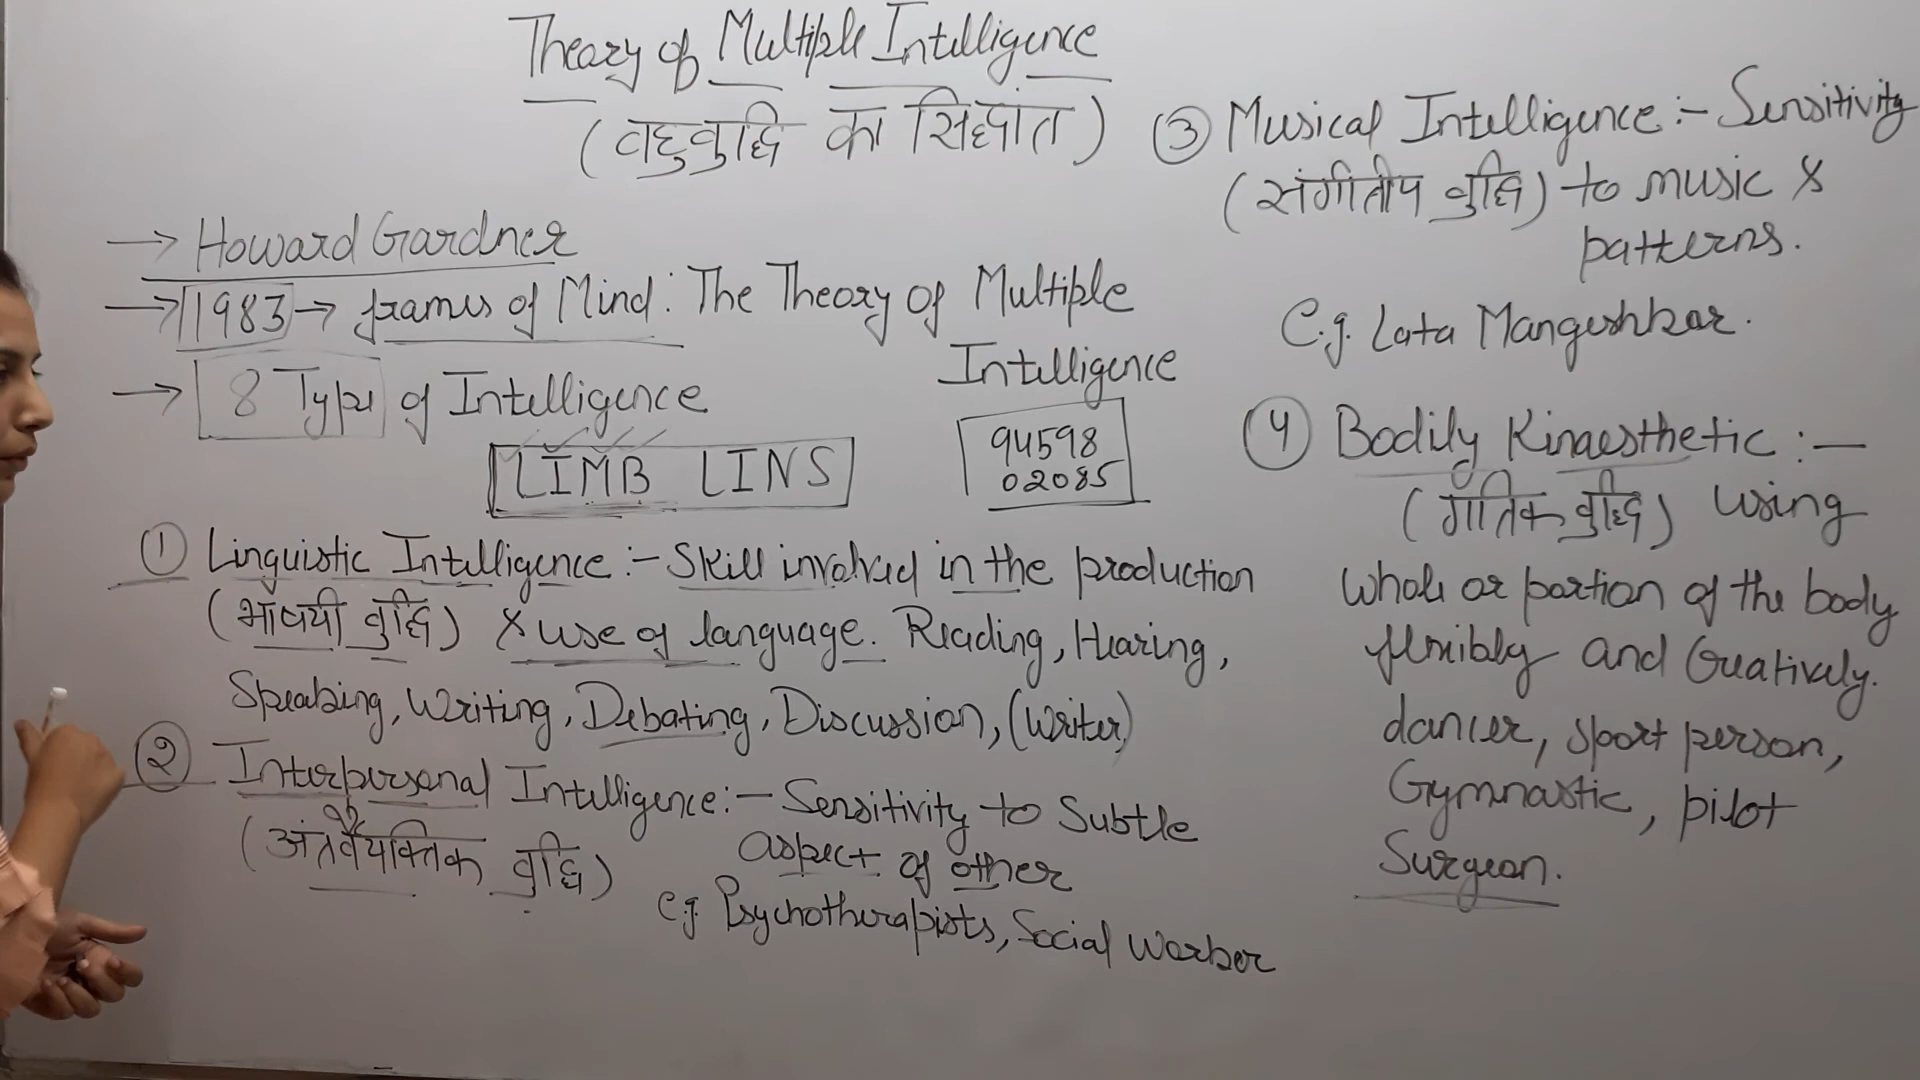 Theory of Multiple Intelligence
(बहुबुद्धि का सिद्धांत)
→ Howard Gardner
→ 1983 → frames of Mind: The Theory of Multiple
Intelligence
→ 8 Type of Intelligence
LIMB LINS
94598
02085
① Linguistic Intelligence :- Skill involved in the production
(भाषयी बुद्धि) & use of language. Reading, Hearing,
Speaking, Writing, Debating, Discussion, (Writer)
② Interpersonal Intelligence:- Sensitivity to Subtle
(अंतर्वैयक्तिक बुद्धि) aspect of other
e.g Psychotherapists, Social Worker
③ Musical Intelligence:- Sensitivity
(संगीतीय बुद्धि) to music &
patterns.
e.g. Lata Mangeshkar.
④ Bodily Kinaesthetic :-
(गतिक बुद्धि) using
whole or portion of the body
flexibly and Creatively.
dancer, sport person,
Gymnastic, pilot
Surgeon.